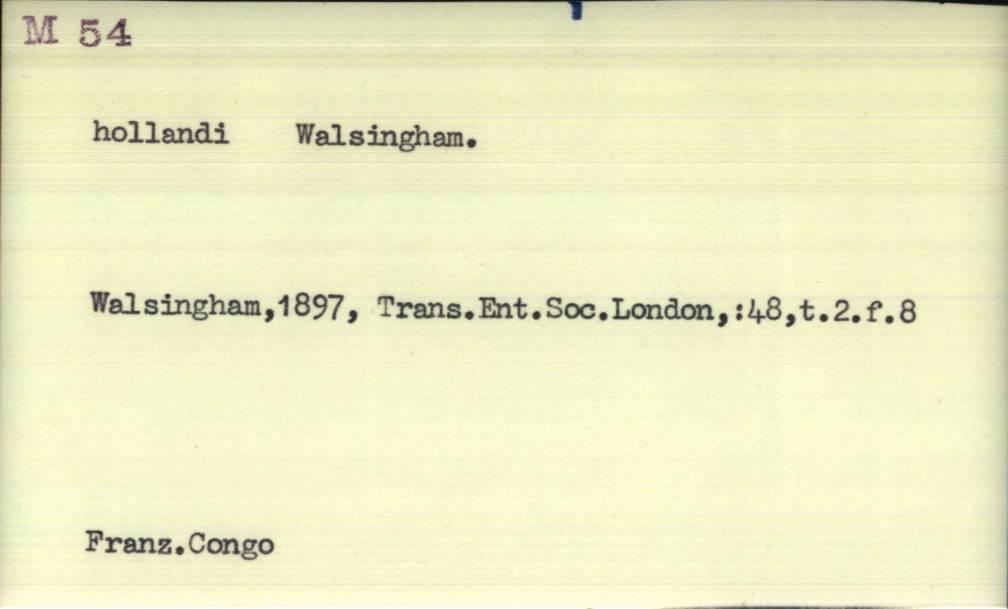 M 54
hollandi Walsingham.
Walsingham,1897, Trans.Ent.Soc.London,:48,t.2.f.8
Franz.Congo